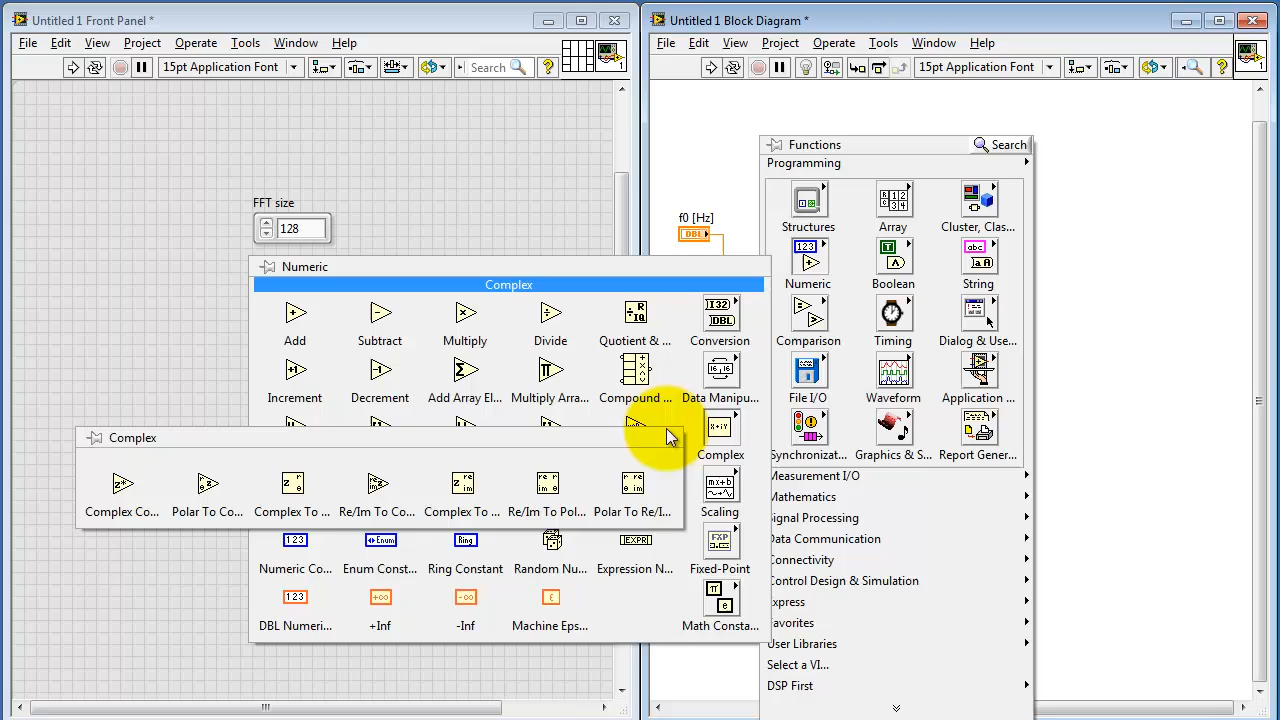 Untitled 1 Front Panel *
File Edit View Project Operate Tools Window Help
15pt Application Font
Search
?
1
FFT size
128
Untitled 1 Block Diagram *
File Edit View Project Operate Tools Window Help
15pt Application Font
?
1
f0 [Hz]
DBL
Functions
Search
Programming
Structures Array Cluster, Clas...
Numeric Boolean String
Comparison Timing Dialog & Use...
File I/O Waveform Application ...
Synchronizat... Graphics & S... Report Gener...
Measurement I/O
Mathematics
Signal Processing
Data Communication
Connectivity
Control Design & Simulation
Express
Favorites
User Libraries
Select a VI...
DSP First
Numeric
Complex
Add Subtract Multiply Divide Quotient & ... Conversion
Increment Decrement Add Array El... Multiply Arra... Compound ... Data Manipu...
Complex
Complex
Complex Co... Polar To Co... Complex To ... Re/Im To Co... Complex To ... Re/Im To Pol... Polar To Re/I...
Scaling
Numeric Co... Enum Const... Ring Constant Random Nu... Expression N... Fixed-Point
DBL Numeri... +Inf -Inf Machine Eps... Math Consta...